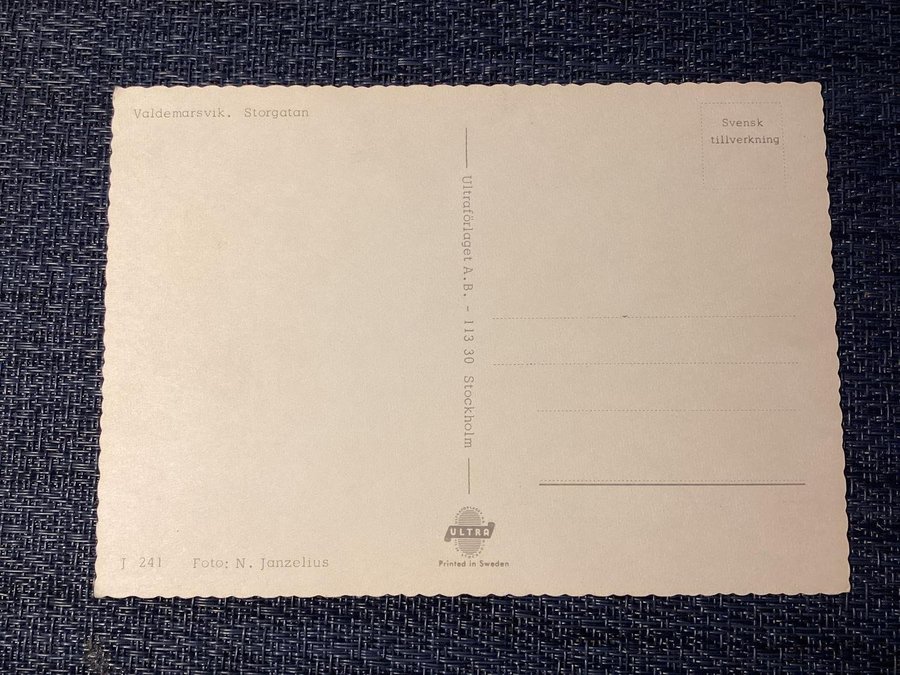 Valdemarsvik. Storgatan
Svensk
tillverkning
Ultraförlaget A.B. - 113 30 Stockholm
ULTRA
Printed in Sweden
J 241 Foto: N. Janzelius